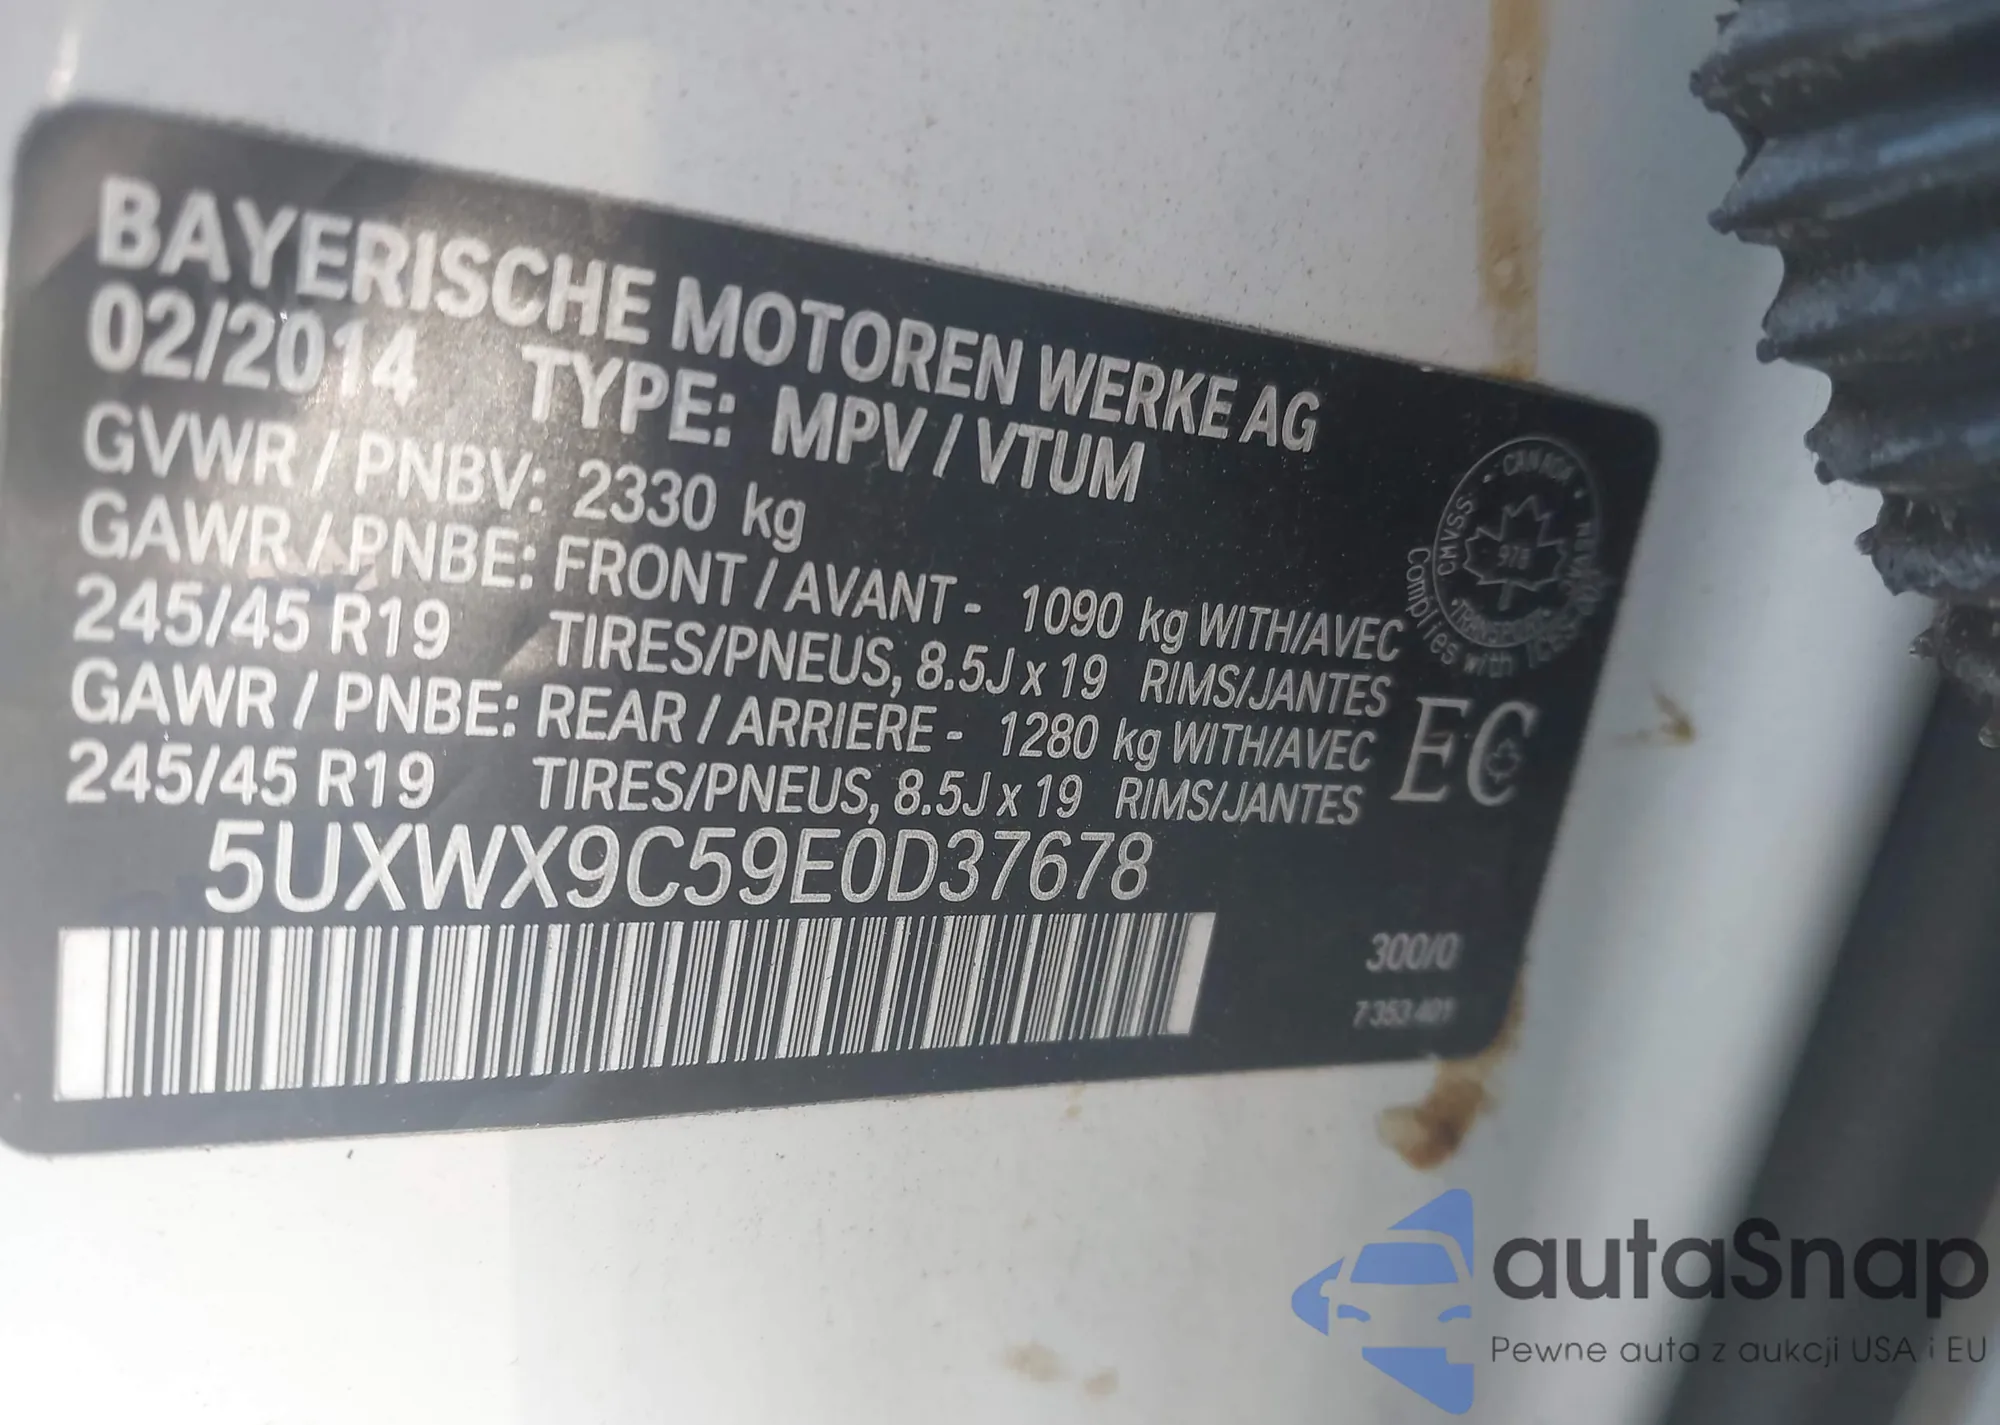 BAYERISCHE MOTOREN WERKE AG
02/2014 TYPE: MPV / VTUM
GVWR / PNBV: 2330 kg
GAWR / PNBE: FRONT / AVANT - 1090 kg WITH/AVEC
245/45 R19 TIRES/PNEUS, 8.5J x 19 RIMS/JANTES
GAWR / PNBE: REAR / ARRIERE - 1280 kg WITH/AVEC
245/45 R19 TIRES/PNEUS, 8.5J x 19 RIMS/JANTES
5UXWX9C59E0D37678
CMVSS · CANADA
978
Complies with
EC
300/0
7 353 401
autaSnap
Pewne auta z aukcji USA i EU